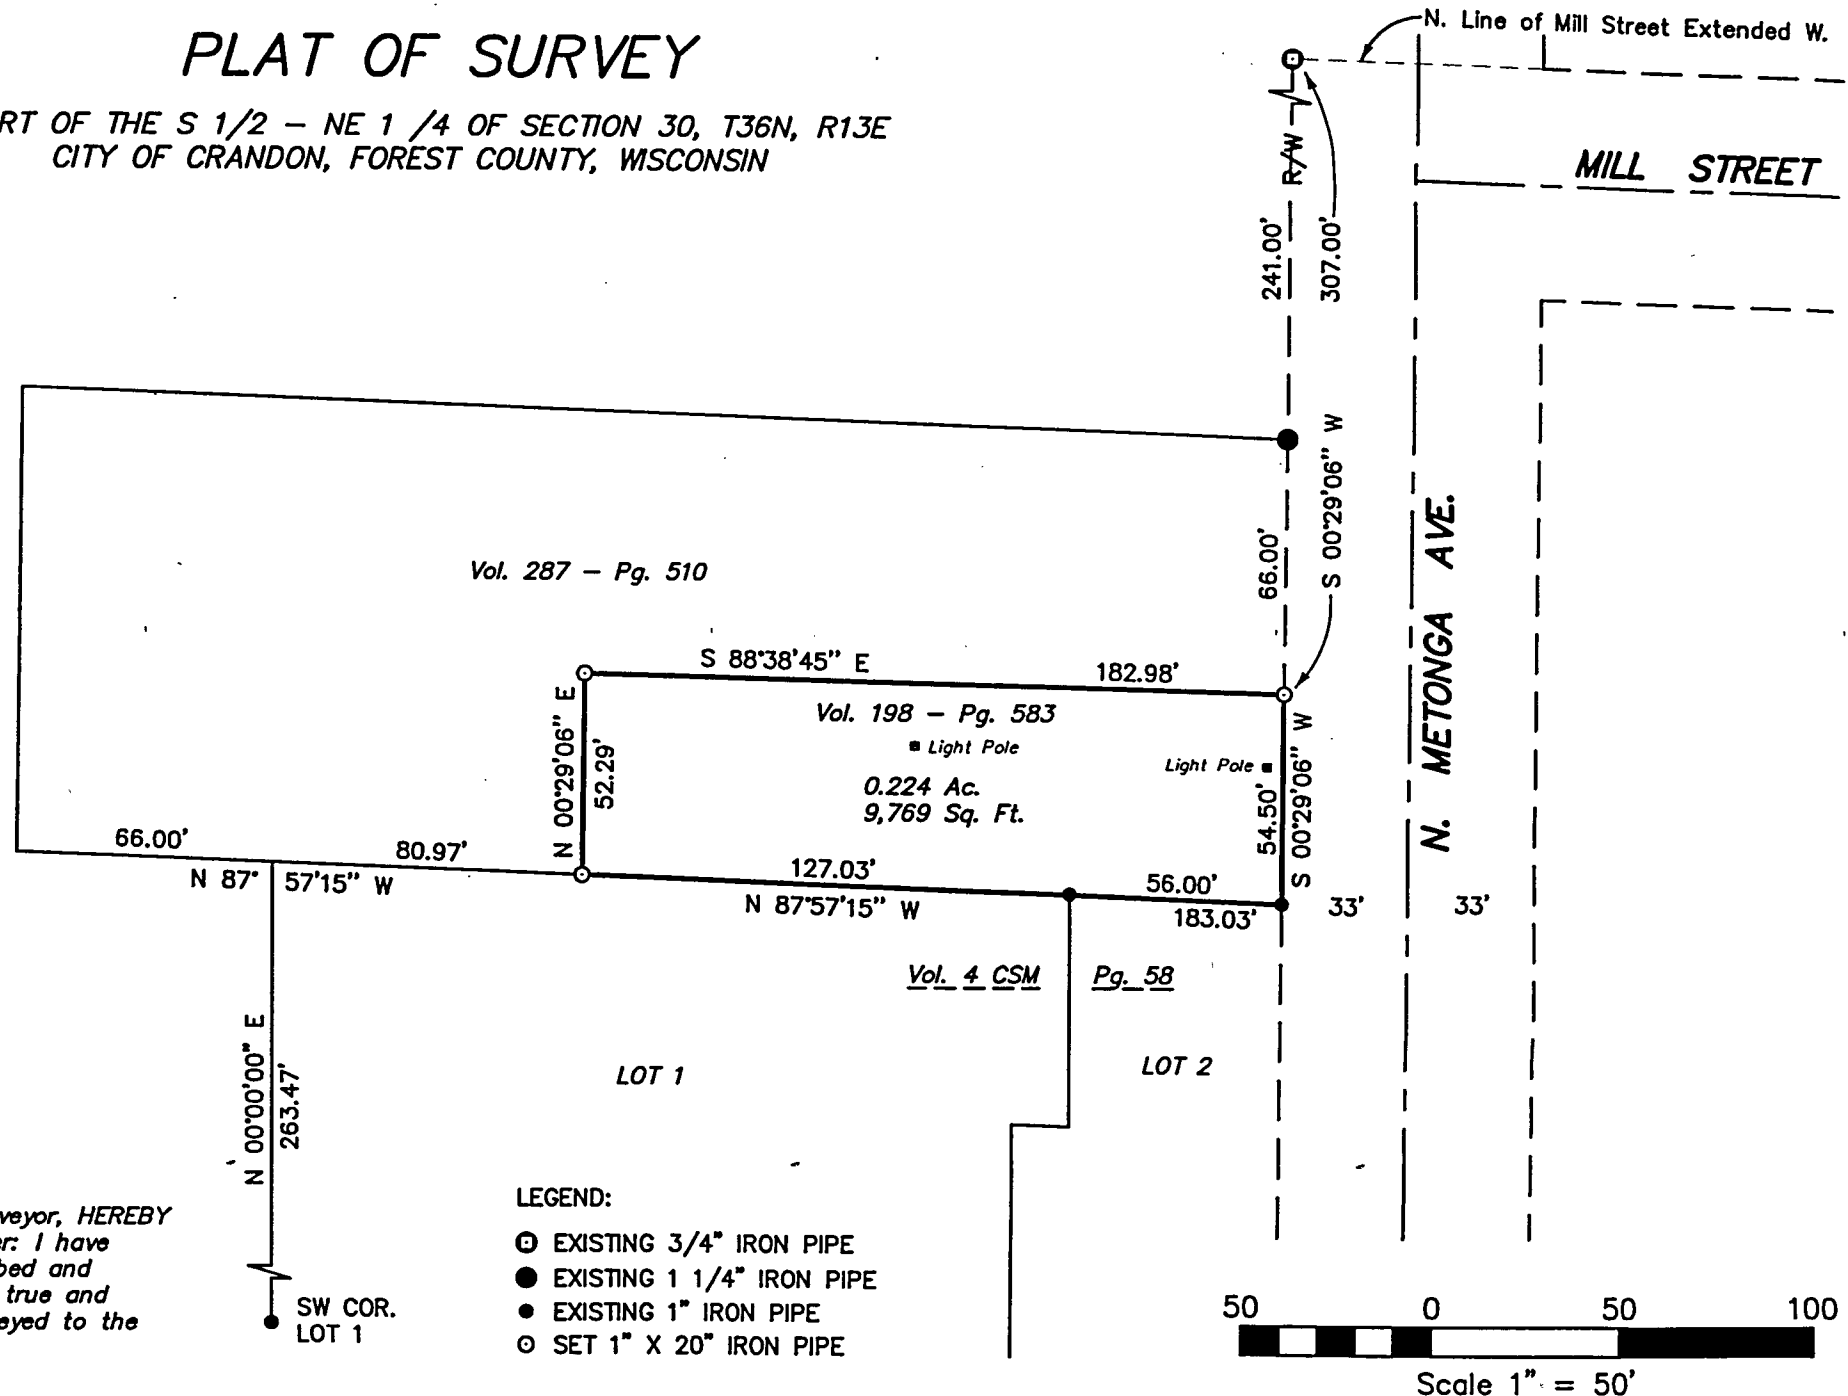 PLAT OF SURVEY
RT OF THE S 1/2 – NE 1 /4 OF SECTION 30, T36N, R13E
CITY OF CRANDON, FOREST COUNTY, WISCONSIN
N. Line of Mill Street Extended W.
MILL STREET
R/W
241.00'
307.00'
S 00°29'06" W
66.00'
N. METONGA AVE.
Vol. 287 – Pg. 510
S 88°38'45" E
182.98'
Vol. 198 – Pg. 583
Light Pole
Light Pole
0.224 Ac.
9,769 Sq. Ft.
N 00°29'06" E
52.29'
54.50'
S 00°29'06" W
66.00'
80.97'
N 87° 57'15" W
127.03'
56.00'
N 87°57'15" W
183.03'
33'
33'
Vol. 4 CSM Pg. 58
N 00°00'00" E
263.47'
LOT 1
LOT 2
SW COR.
LOT 1
veyor, HEREBY
er: I have
bed and
true and
eyed to the
LEGEND:
EXISTING 3/4" IRON PIPE
EXISTING 1 1/4" IRON PIPE
EXISTING 1" IRON PIPE
SET 1" X 20" IRON PIPE
50 0 50 100
Scale 1" = 50'